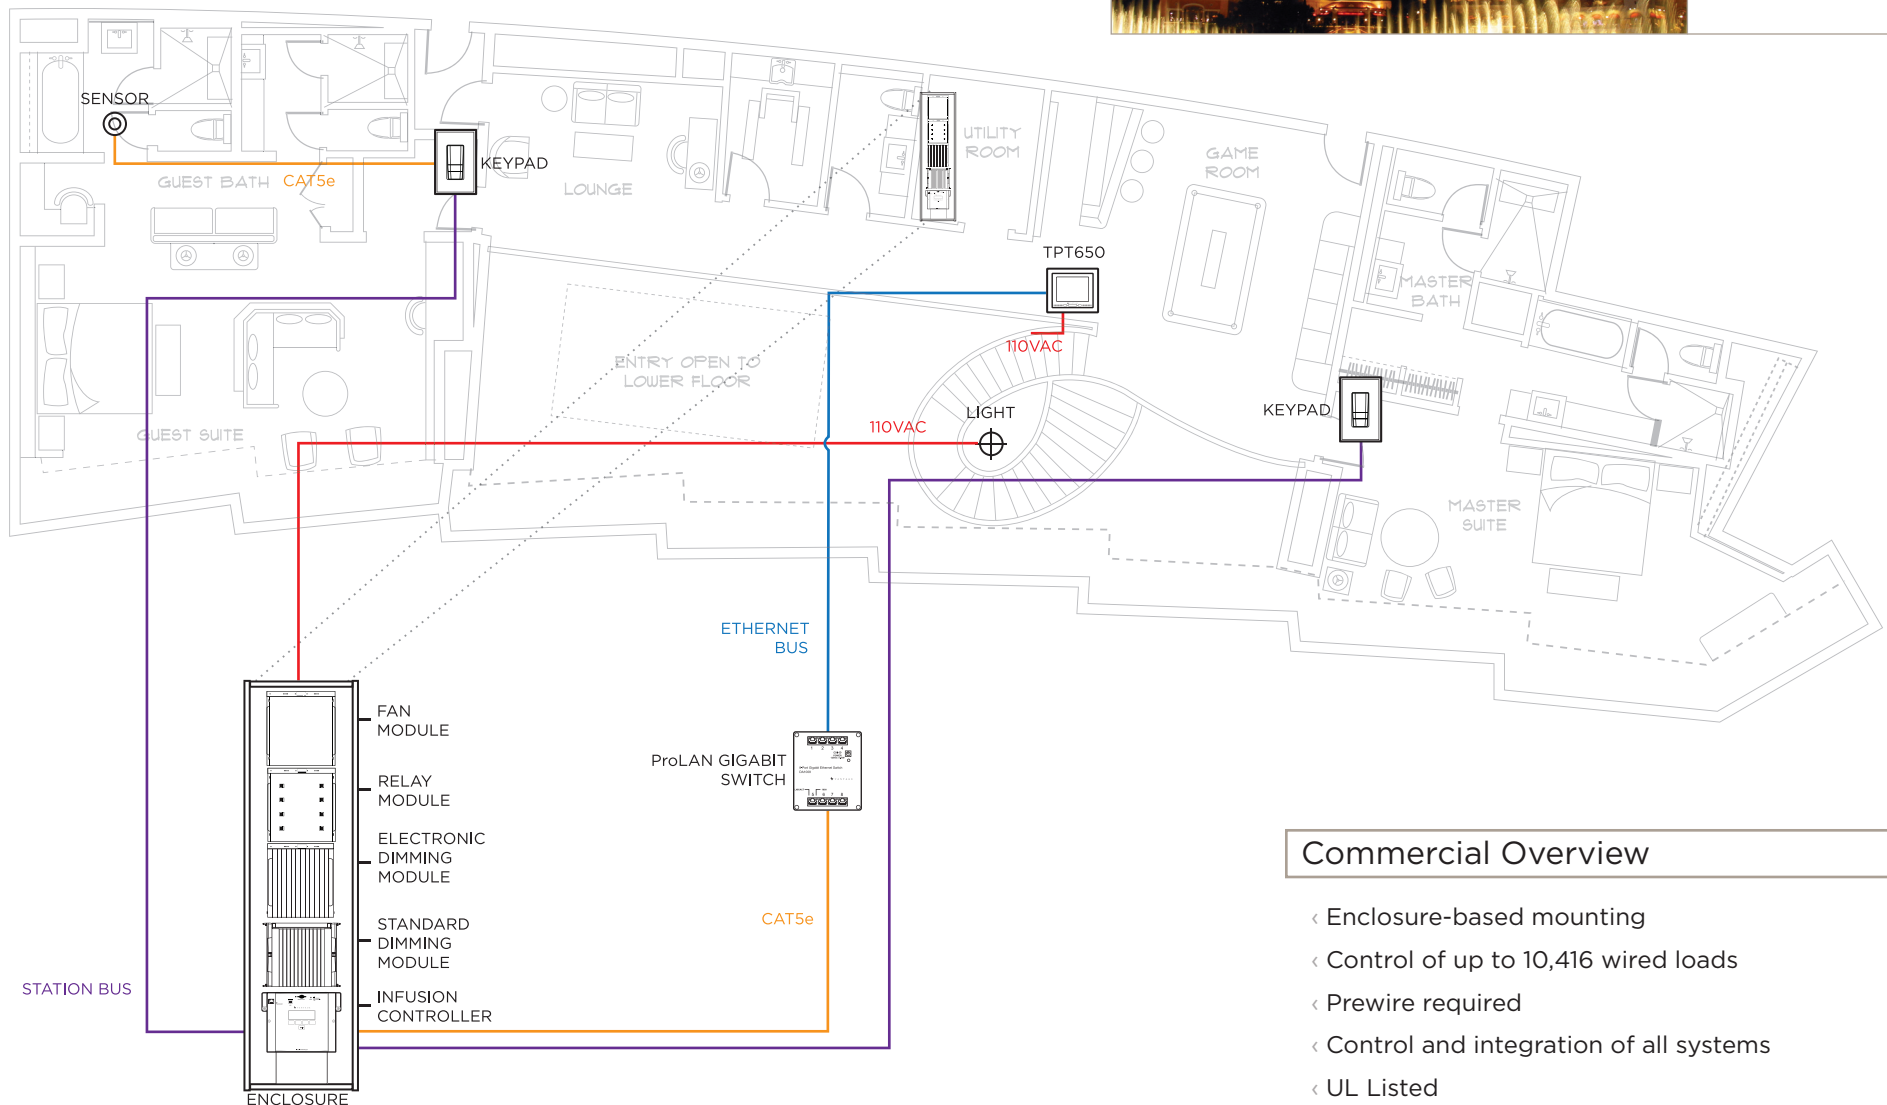 SENSOR
KEYPAD
CAT5e
GUEST BATH
LOUNGE
UTILITY
ROOM
GAME
ROOM
TPT650
110VAC
MASTER
BATH
ENTRY OPEN TO
LOWER FLOOR
KEYPAD
LIGHT
110VAC
GUEST SUITE
MASTER
SUITE
ETHERNET
BUS
FAN
MODULE
ProLAN GIGABIT
SWITCH
RELAY
MODULE
ELECTRONIC
DIMMING
MODULE
STANDARD
DIMMING
MODULE
CAT5e
STATION BUS
INFUSION
CONTROLLER
ENCLOSURE
Commercial Overview
‹ Enclosure-based mounting
‹ Control of up to 10,416 wired loads
‹ Prewire required
‹ Control and integration of all systems
‹ UL Listed